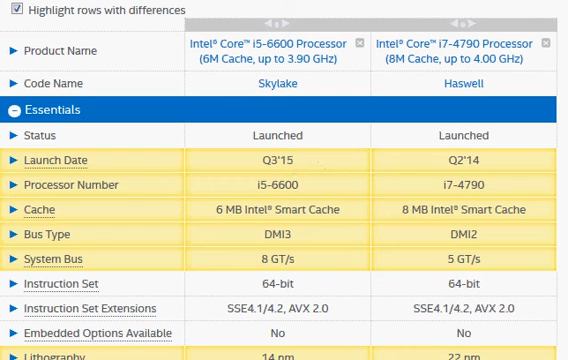 Highlight rows with differences
Product Name
Intel® Core™ i5-6600 Processor
(6M Cache, up to 3.90 GHz)
Intel® Core™ i7-4790 Processor
(8M Cache, up to 4.00 GHz)
Code Name Skylake Haswell
Essentials
Status Launched Launched
Launch Date Q3'15 Q2'14
Processor Number i5-6600 i7-4790
Cache 6 MB Intel® Smart Cache 8 MB Intel® Smart Cache
Bus Type DMI3 DMI2
System Bus 8 GT/s 5 GT/s
Instruction Set 64-bit 64-bit
Instruction Set Extensions SSE4.1/4.2, AVX 2.0 SSE4.1/4.2, AVX 2.0
Embedded Options Available No No
Lithography 14 nm 22 nm